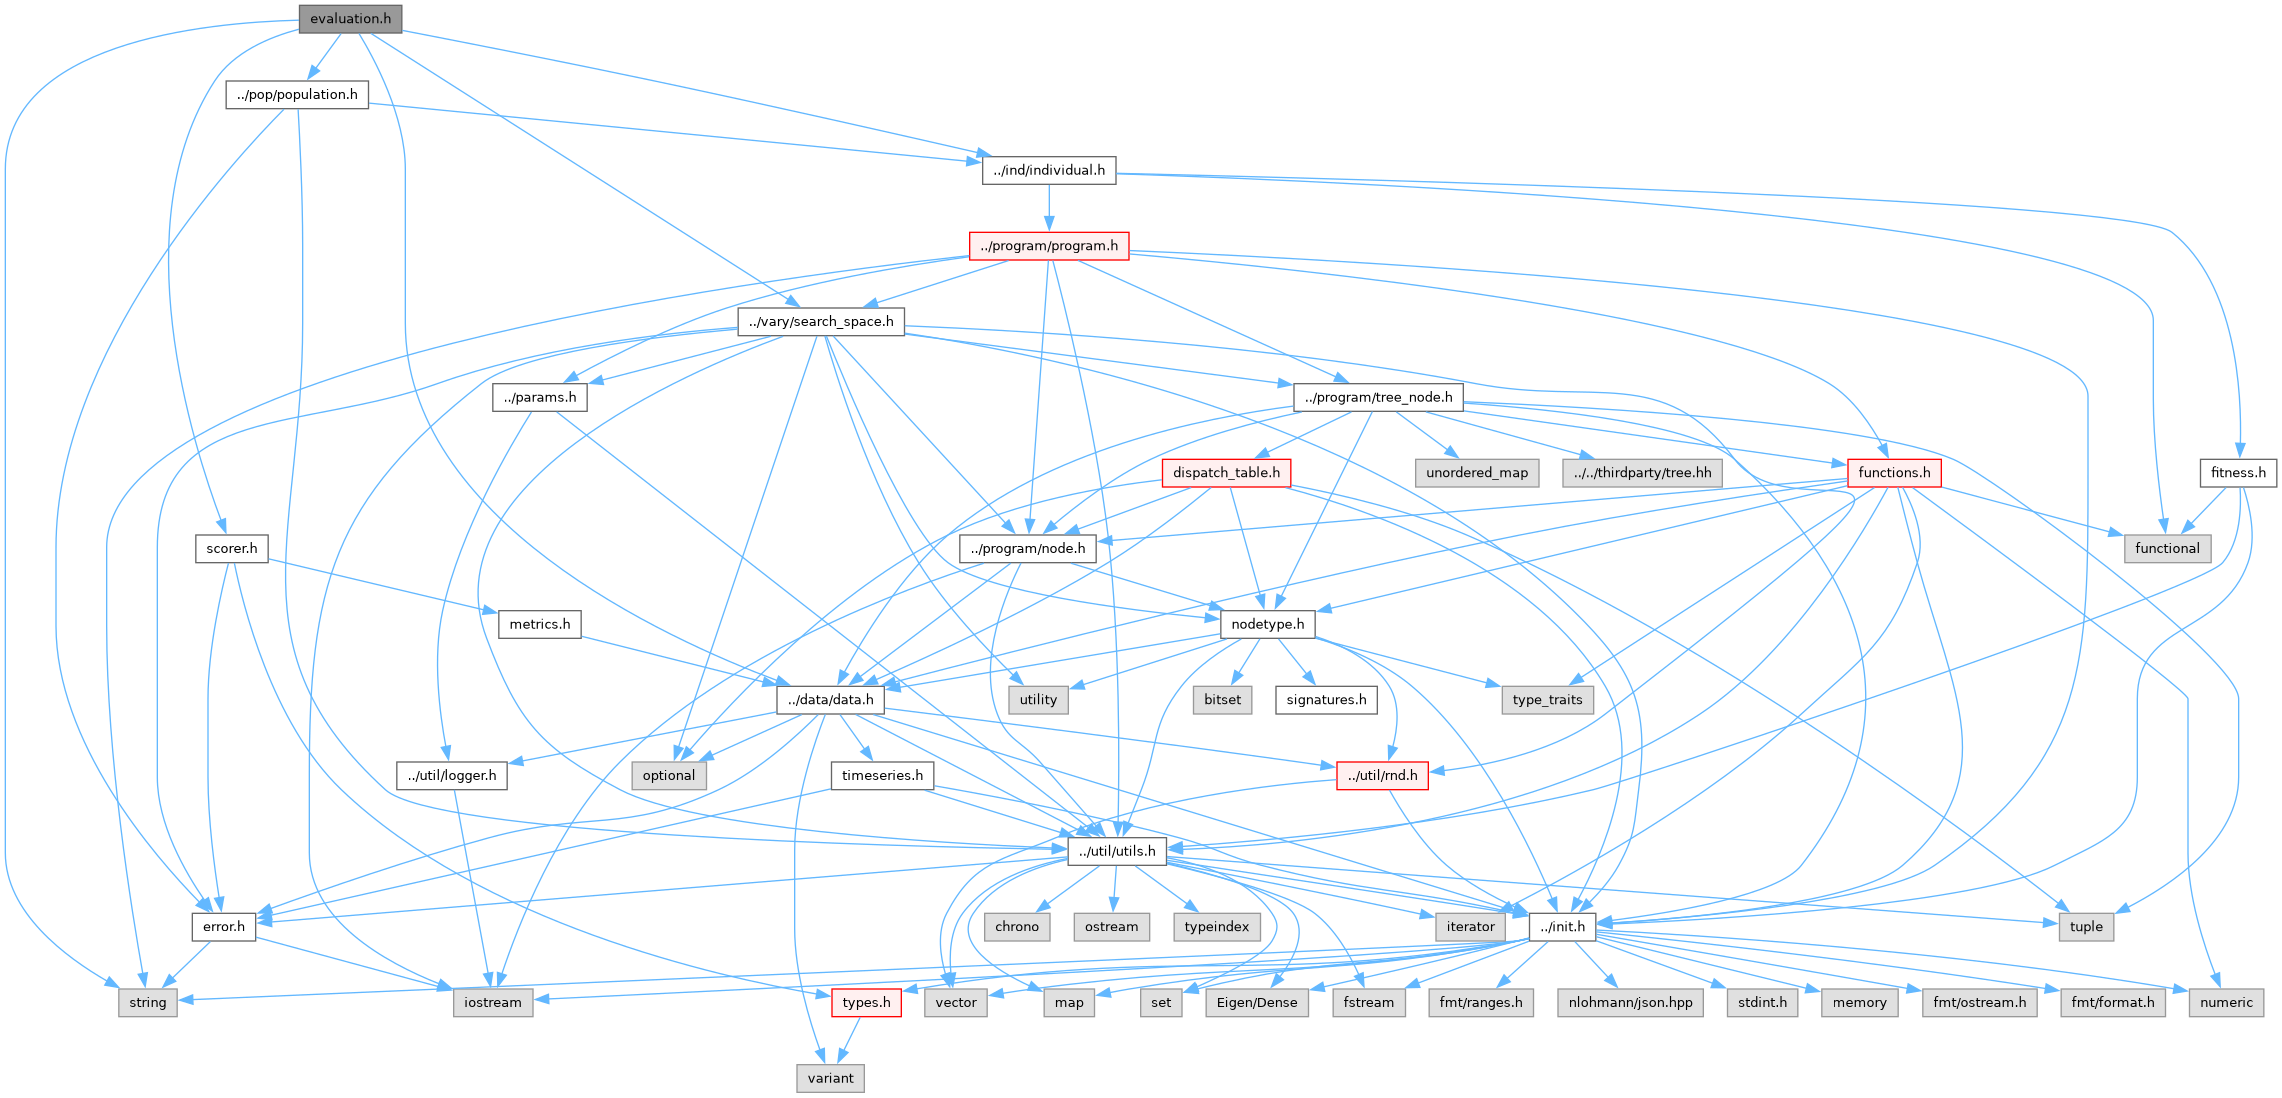 evaluation.h
../pop/population.h
../ind/individual.h
../program/program.h
../vary/search_space.h
../params.h
../program/tree_node.h
dispatch_table.h
unordered_map
../../thirdparty/tree.hh
functions.h
fitness.h
scorer.h
../program/node.h
functional
metrics.h
nodetype.h
../data/data.h
utility
bitset
signatures.h
type_traits
../util/logger.h
optional
timeseries.h
../util/rnd.h
../util/utils.h
error.h
chrono
ostream
typeindex
iterator
../init.h
tuple
string
iostream
types.h
vector
map
set
Eigen/Dense
fstream
fmt/ranges.h
nlohmann/json.hpp
stdint.h
memory
fmt/ostream.h
fmt/format.h
numeric
variant